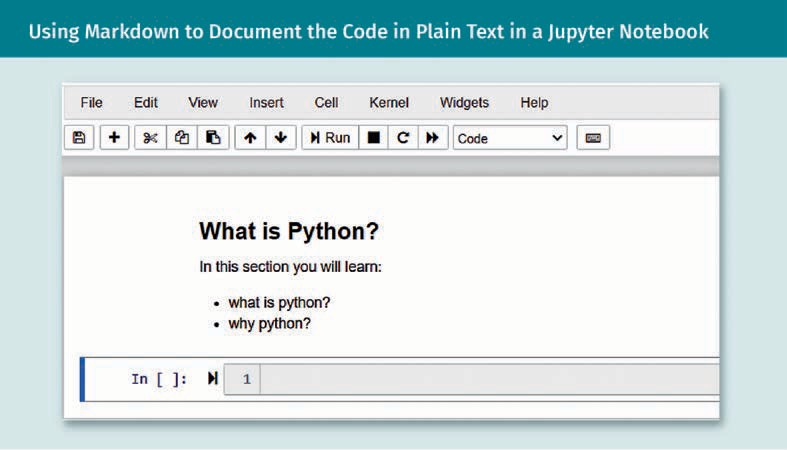 Using Markdown to Document the Code in Plain Text in a Jupyter Notebook
File Edit View Insert Cell Kernel Widgets Help
Run Code
What is Python?
In this section you will learn:
• what is python?
• why python?
In [ ]: 1